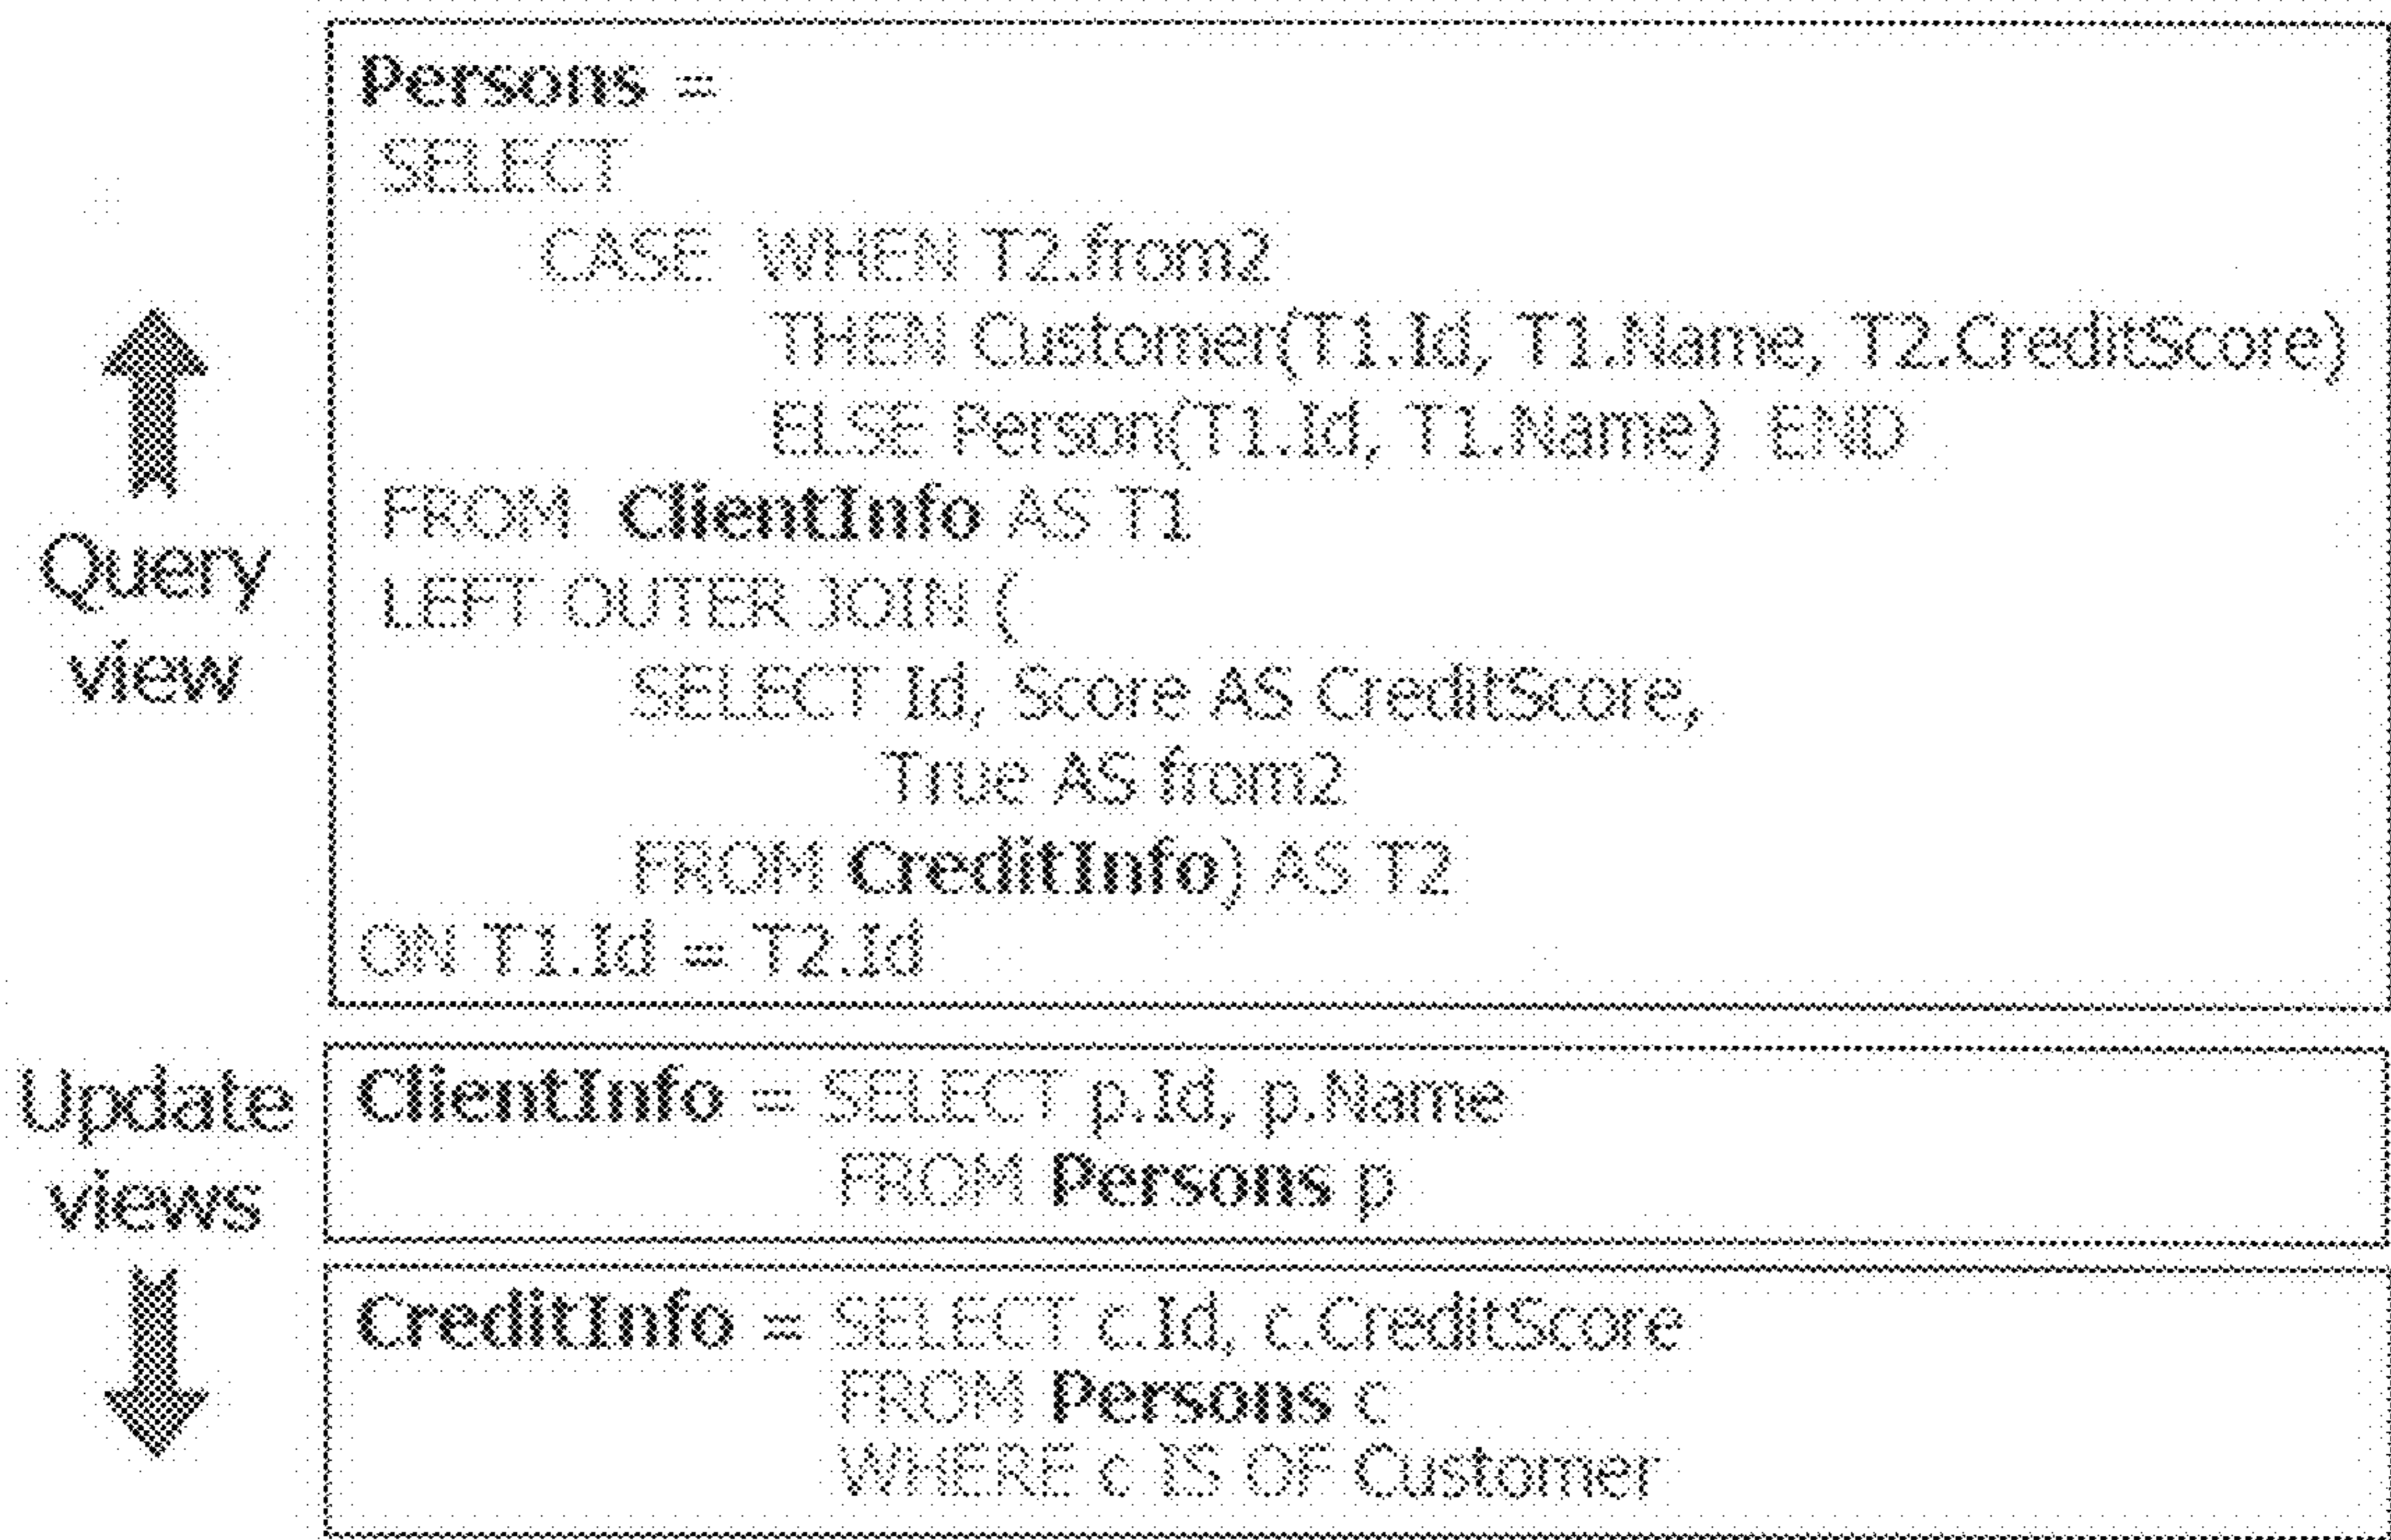 Persons =
SELECT
CASE WHEN T2.from2
THEN Customer(T1.Id, T1.Name, T2.CreditScore)
ELSE Person(T1.Id, T1.Name) END
FROM ClientInfo AS T1
LEFT OUTER JOIN (
SELECT Id, Score AS CreditScore,
True AS from2
FROM CreditInfo) AS T2
ON T1.Id = T2.Id
Query
view
Update
views
ClientInfo = SELECT p.Id, p.Name
FROM Persons p
CreditInfo = SELECT c.Id, c.CreditScore
FROM Persons c
WHERE c IS OF Customer